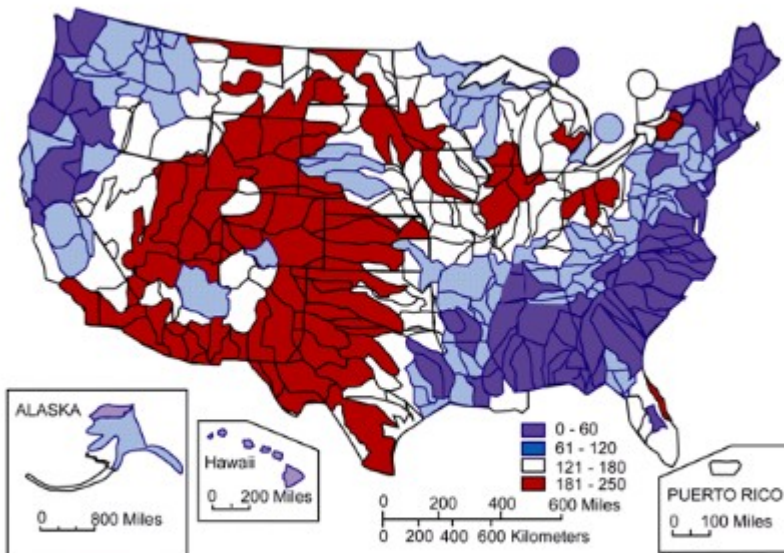 ALASKA
0 800 Miles
Hawaii
0 200 Miles
0 - 60
61 - 120
121 - 180
181 - 250
0 200 400 600 Miles
0 200 400 600 Kilometers
PUERTO RICO
0 100 Miles